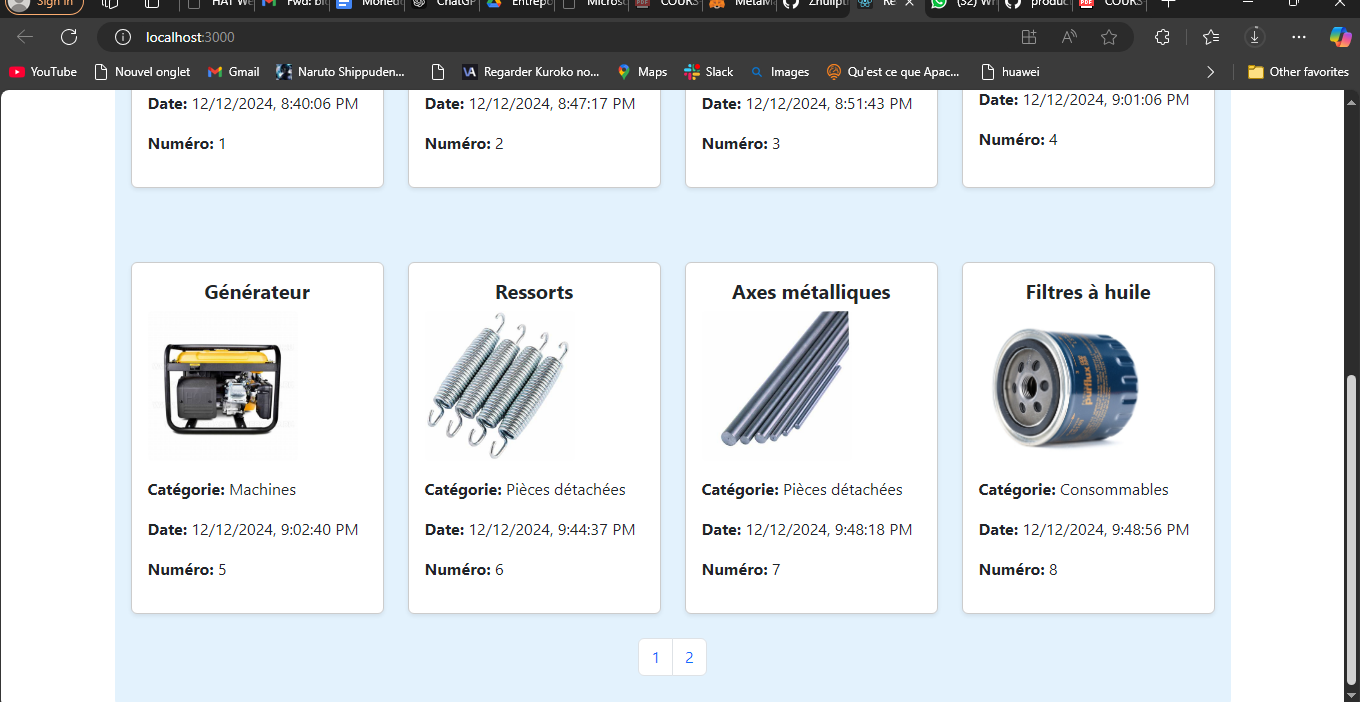 Sign in
HAT We
Fwd: bl
ChatGP
Entrepo
Micros
COURS
MetaM
Znuilpt
Re
(32) W
produc
COURS
localhost:3000
YouTube Nouvel onglet Gmail Naruto Shippuden... Regarder Kuroko no... Maps Slack Images Qu'est ce que Apac... huawei Other favorites
Date: 12/12/2024, 8:40:06 PM
Numéro: 1
Date: 12/12/2024, 8:47:17 PM
Numéro: 2
Date: 12/12/2024, 8:51:43 PM
Numéro: 3
Date: 12/12/2024, 9:01:06 PM
Numéro: 4
Générateur
Catégorie: Machines
Date: 12/12/2024, 9:02:40 PM
Numéro: 5
Ressorts
Catégorie: Pièces détachées
Date: 12/12/2024, 9:44:37 PM
Numéro: 6
Axes métalliques
Catégorie: Pièces détachées
Date: 12/12/2024, 9:48:18 PM
Numéro: 7
Filtres à huile
purflux
Catégorie: Consommables
Date: 12/12/2024, 9:48:56 PM
Numéro: 8
1 2